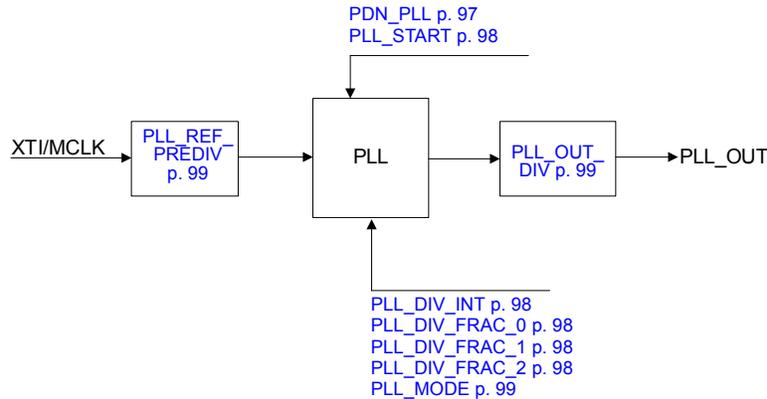 PDN_PLL p. 97
PLL_START p. 98
XTI/MCLK
PLL_REF_
PREDIV
p. 99
PLL
PLL_OUT_
DIV p. 99
PLL_OUT
PLL_DIV_INT p. 98
PLL_DIV_FRAC_0 p. 98
PLL_DIV_FRAC_1 p. 98
PLL_DIV_FRAC_2 p. 98
PLL_MODE p. 99